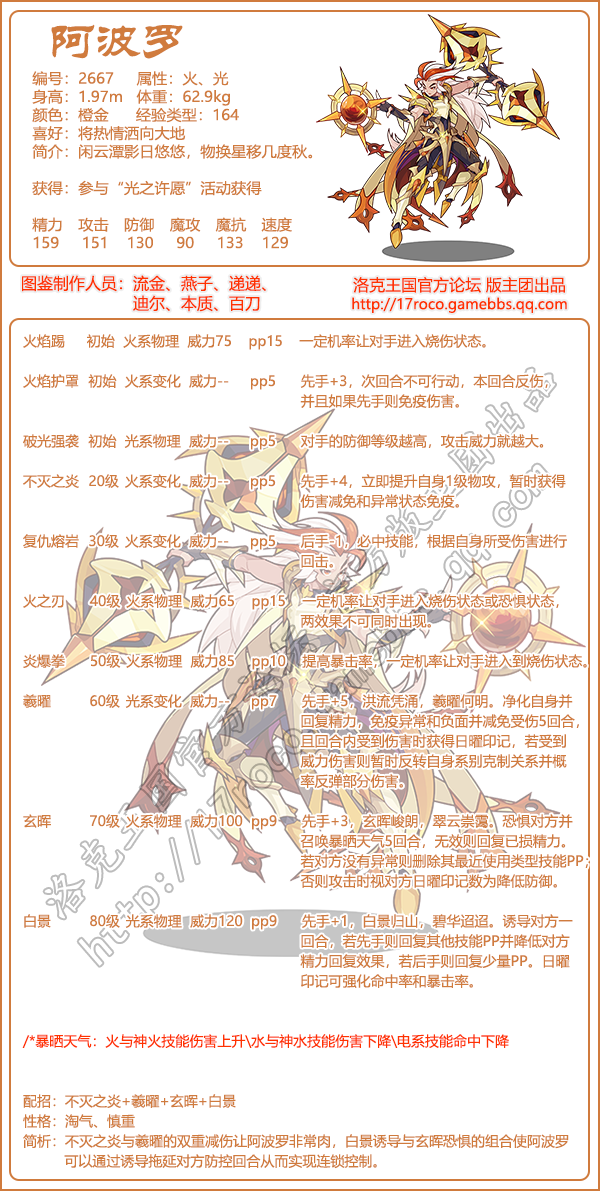 阿波罗
编号：2667 属性：火、光
身高：1.97m 体重：62.9kg
颜色：橙金 经验类型：164
喜好：将热情洒向大地
简介：闲云潭影日悠悠，物换星移几度秋。
获得：参与“光之许愿”活动获得
精力 攻击 防御 魔攻 魔抗 速度
159 151 130 90 133 129
图鉴制作人员：流金、燕子、递递、
迪尔、本质、百刀
洛克王国官方论坛 版主团出品
http://17roco.gamebbs.qq.com
火焰踢 初始 火系物理 威力75 pp15 一定机率让对手进入烧伤状态。
火焰护罩 初始 火系变化 威力-- pp5 先手+3，次回合不可行动，本回合反伤，
并且如果先手则免疫伤害。
破光强袭 初始 光系物理 威力-- pp5 对手的防御等级越高，攻击威力就越大。
不灭之炎 20级 火系变化 威力-- pp5 先手+4，立即提升自身1级物攻，暂时获得
伤害减免和异常状态免疫。
复仇熔岩 30级 火系变化 威力-- pp5 后手-1，必中技能，根据自身所受伤害进行
回击。
火之刃 40级 火系物理 威力65 pp15 一定机率让对手进入烧伤状态或恐惧状态，
两效果不可同时出现。
炎爆拳 50级 火系物理 威力85 pp10 提高暴击率，一定机率让对手进入到烧伤状态。
羲曜 60级 光系变化 威力-- pp7 先手+5，洪流凭涌，羲曜何明。净化自身并
回复精力，免疫异常和负面并减免受伤5回合，
且回合内受到伤害时获得日曜印记，若受到
威力伤害则暂时反转自身系别克制关系并概
率反弹部分伤害。
玄晖 70级 火系物理 威力100 pp9 先手+3，玄晖峻朗，翠云崇霭。恐惧对方并
召唤暴晒天气5回合，无效则回复已损精力。
若对方没有异常则删除其最近使用类型技能PP；
否则攻击时视对方日曜印记数为降低防御。
白景 80级 光系物理 威力120 pp9 先手+1，白景归山，碧华迢迢。诱导对方一
回合，若先手则回复其他技能PP并降低对方
精力回复效果，若后手则回复少量PP。日曜
印记可强化命中率和暴击率。
/*暴晒天气：火与神火技能伤害上升\水与神水技能伤害下降\电系技能命中下降
配招：不灭之炎+羲曜+玄晖+白景
性格：淘气、慎重
简析：不灭之炎与羲曜的双重减伤让阿波罗非常肉，白景诱导与玄晖恐惧的组合使阿波罗
可以通过诱导拖延对方防控回合从而实现连锁控制。
洛克王国官方论坛 版主团出品
http://17roco.gamebbs.qq.com